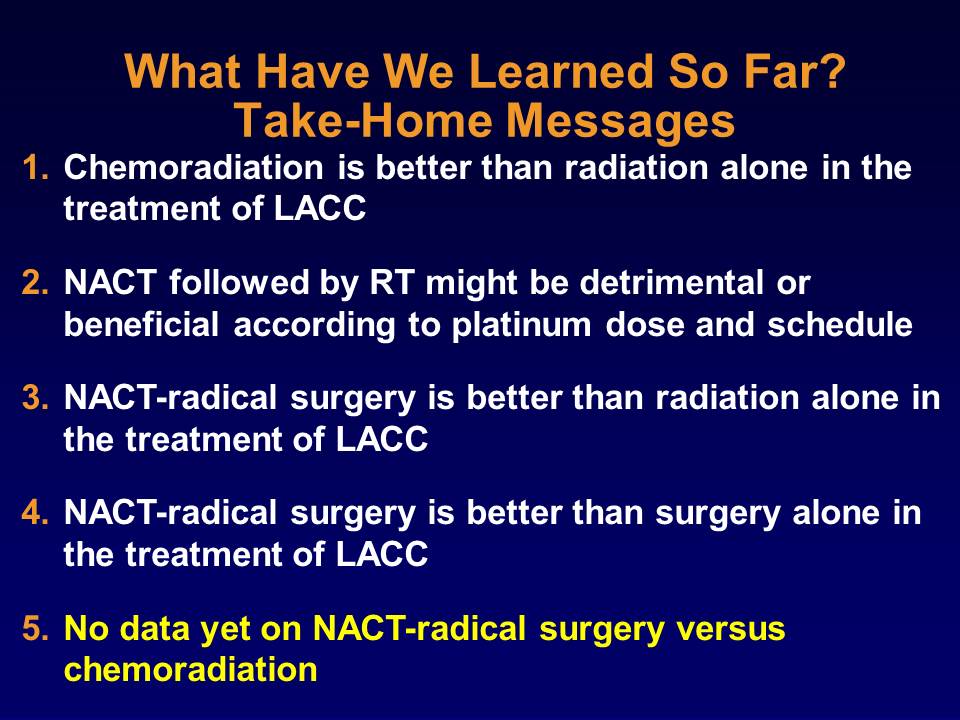 What Have We Learned So Far?
Take-Home Messages
1. Chemoradiation is better than radiation alone in the
treatment of LACC
2. NACT followed by RT might be detrimental or
beneficial according to platinum dose and schedule
3. NACT-radical surgery is better than radiation alone in
the treatment of LACC
4. NACT-radical surgery is better than surgery alone in
the treatment of LACC
5. No data yet on NACT-radical surgery versus
chemoradiation